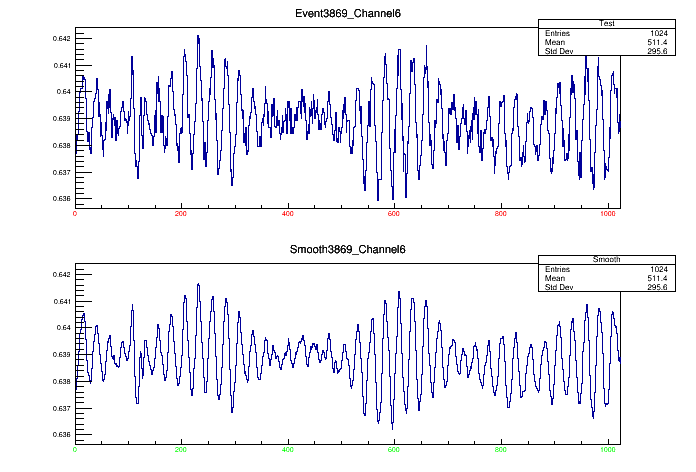 Event3869_Channel6
Test
Entries 1024
Mean 511.4
Std Dev 295.6
0.642
0.641
0.64
0.639
0.638
0.637
0.636
0 200 400 600 800 1000
Smooth3869_Channel6
Smooth
Entries 1024
Mean 511.4
Std Dev 295.6
0.642
0.641
0.64
0.639
0.638
0.637
0.636
0 200 400 600 800 1000